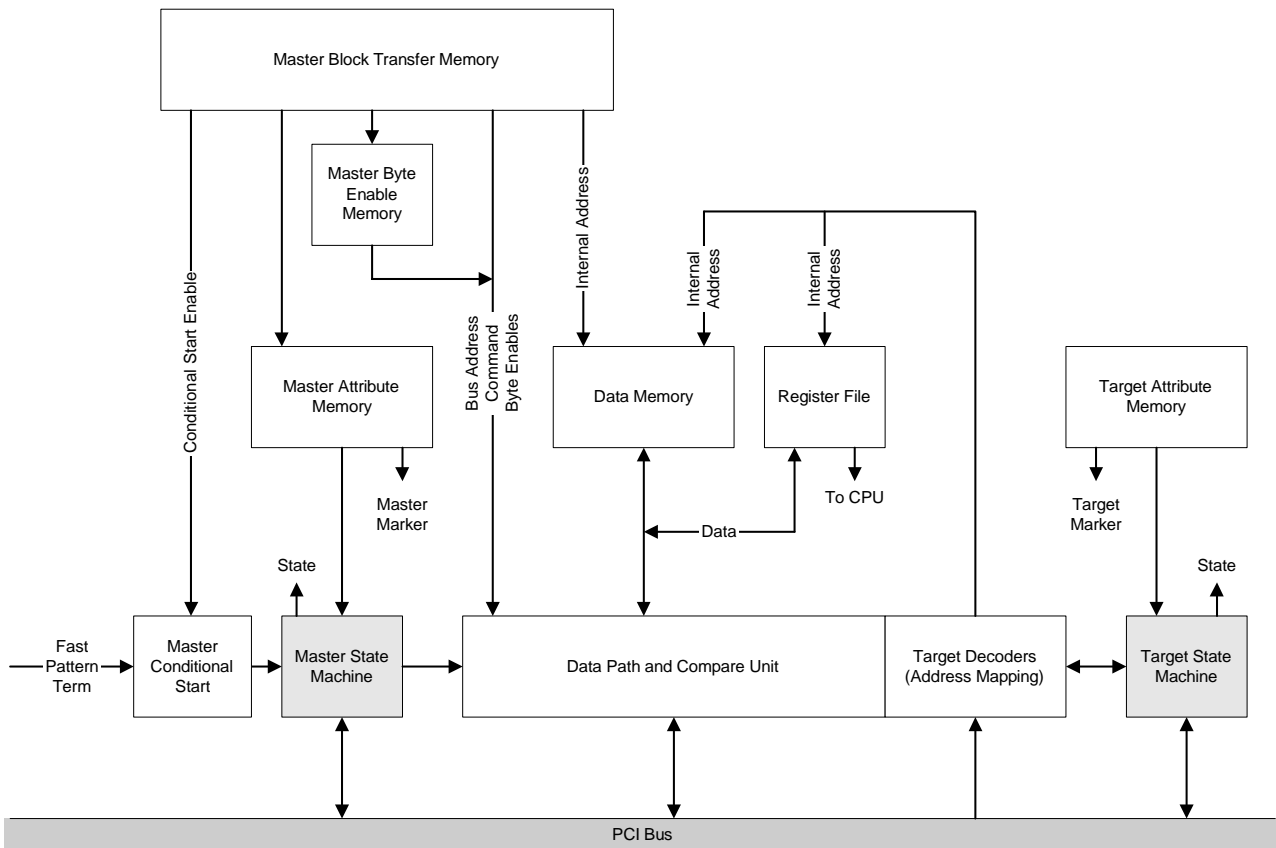 Master Block Transfer Memory
Master Byte
Enable
Memory
Conditional Start Enable
Internal Address
Internal
Address
Internal
Address
Bus Address
Command
Byte Enables
Master Attribute
Memory
Data Memory
Register File
Target Attribute
Memory
Master
Marker
To CPU
Target
Marker
Data
State
State
Fast
Pattern
Term
Master
Conditional
Start
Master State
Machine
Data Path and Compare Unit
Target Decoders
(Address Mapping)
Target State
Machine
PCI Bus